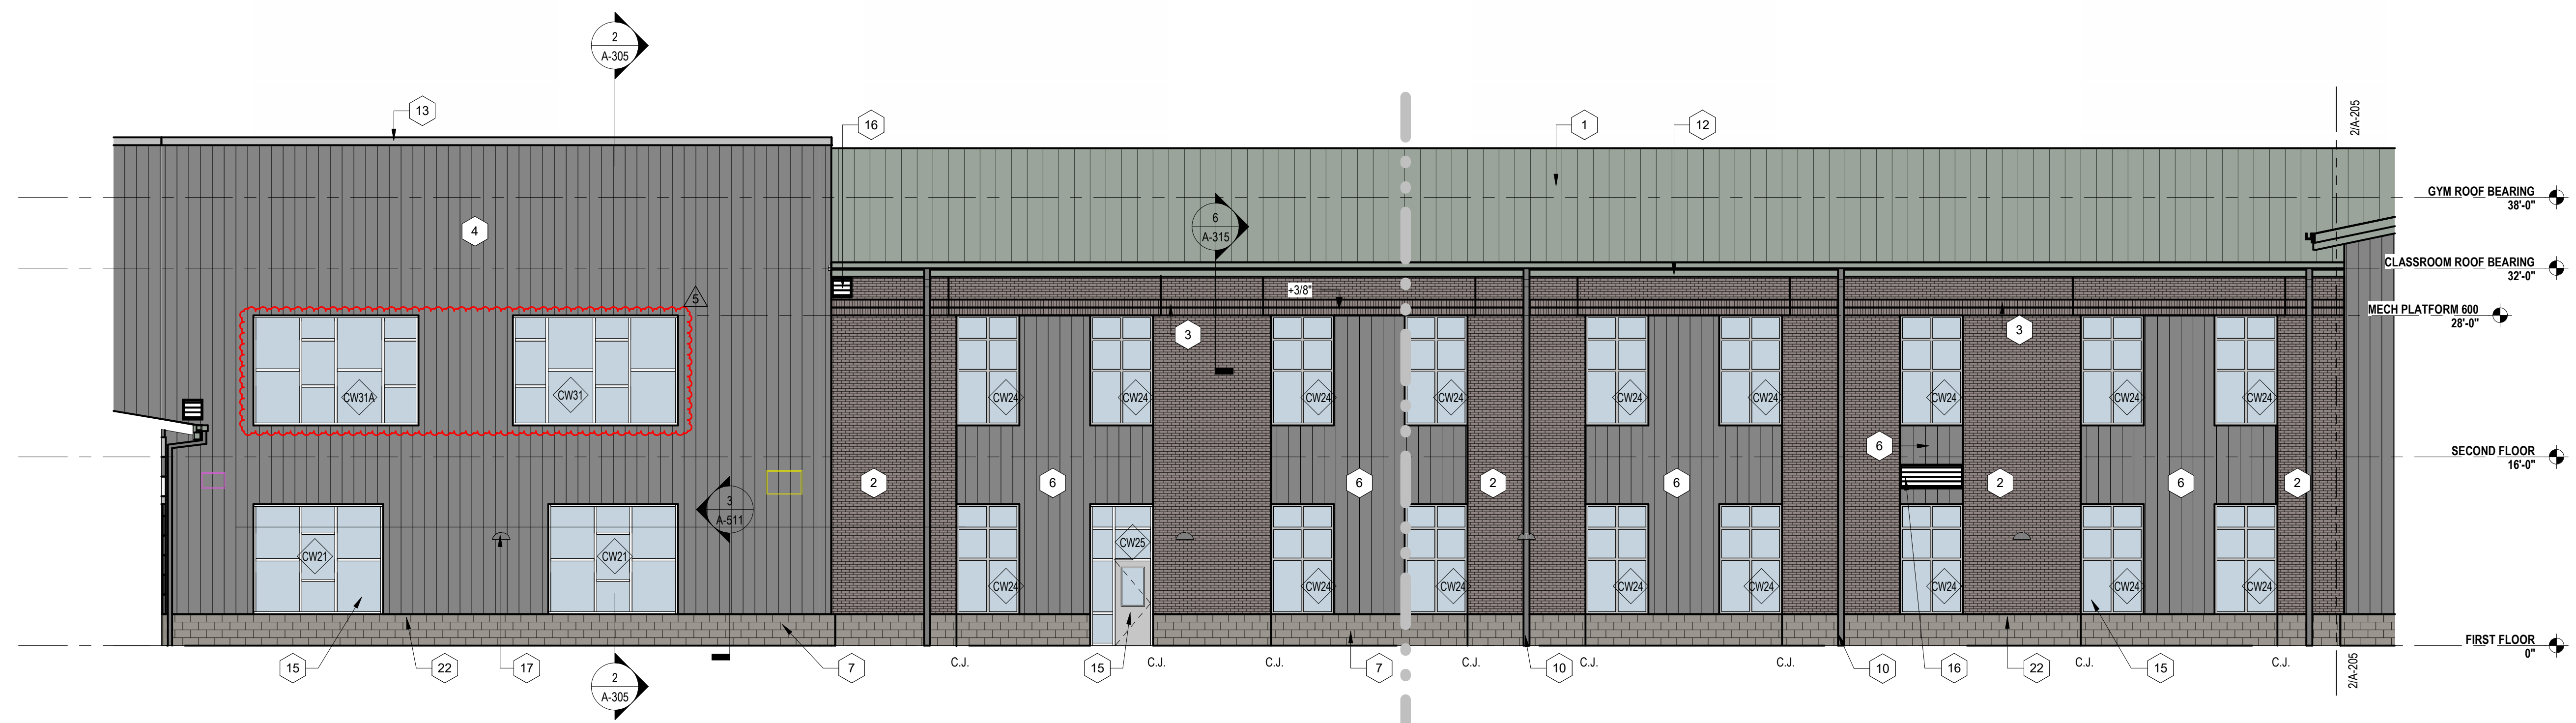 2
A-305
2/A-205
13
16
1
12
GYM ROOF BEARING
38'-0"
4
6
A-315
CLASSROOM ROOF BEARING
32'-0"
5
+3/8"
3
3
MECH PLATFORM 600
28'-0"
CW31A
CW31
CW24
CW24
CW24
CW24
CW24
CW24
CW24
CW24
CW24
6
SECOND FLOOR
16'-0"
2
6
6
2
6
2
6
2
3
A-511
CW21
CW21
CW25
CW24
CW24
CW24
CW24
CW24
CW24
CW24
CW24
FIRST FLOOR
0"
C.J.
C.J.
C.J.
C.J.
C.J.
C.J.
C.J.
C.J.
15
22
17
7
15
7
10
10
16
22
15
2
A-305
2/A-205